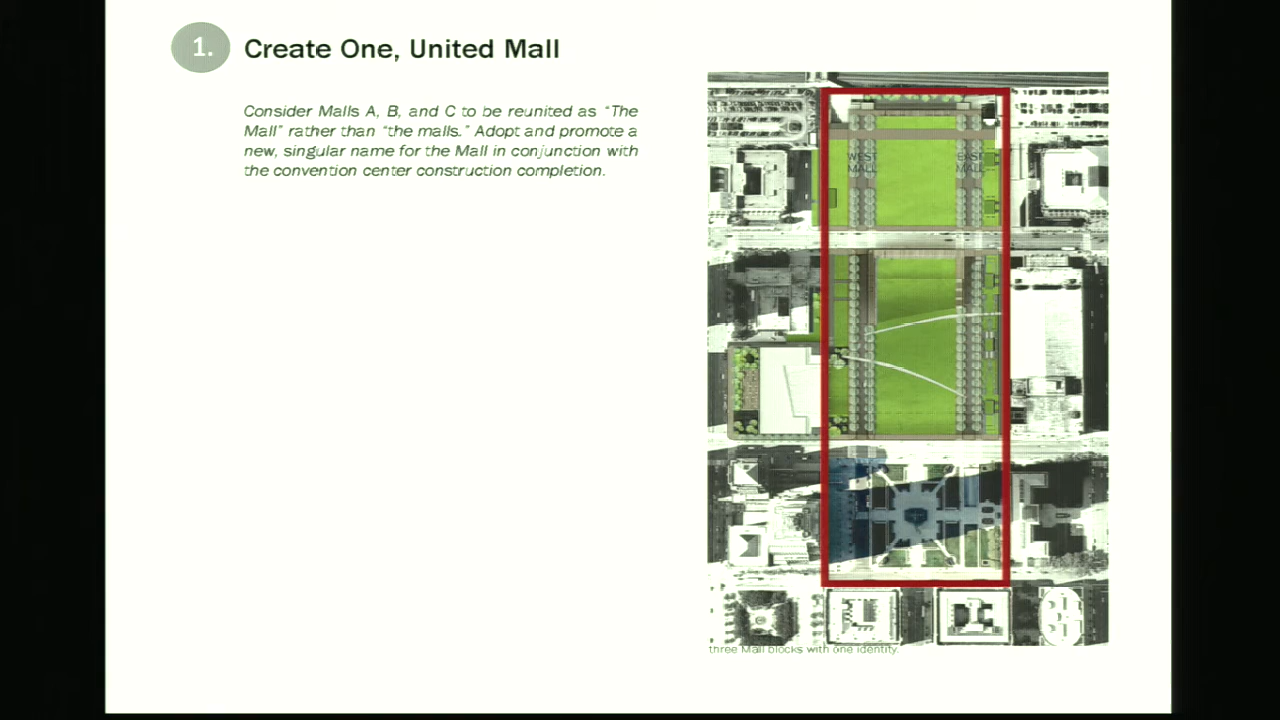 1. Create One, United Mall
Consider Malls A, B, and C to be reunited as “The
Mall” rather than “the malls.” Adopt and promote a
new, singular name for the Mall in conjunction with
the convention center construction completion.
WEST EAST
MALL MALL
three Mall blocks with one identity.